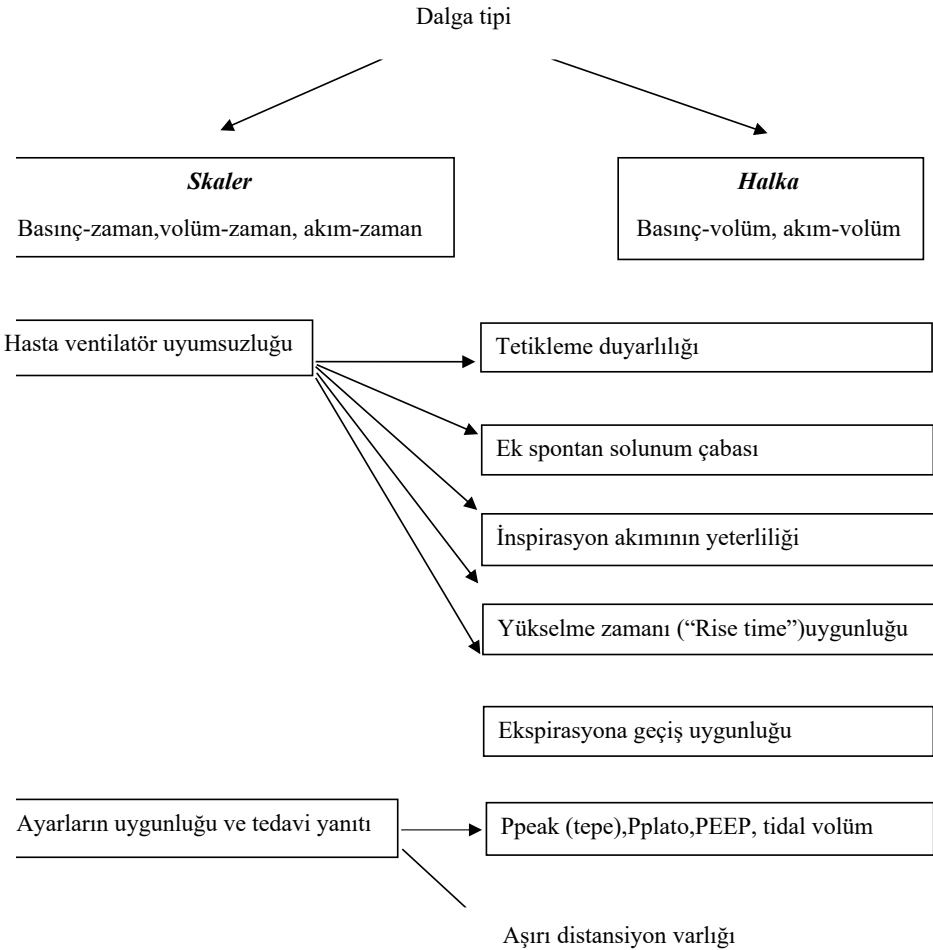 Dalga tipi
Skaler
Basınç-zaman,volüm-zaman, akım-zaman
Halka
Basınç-volüm, akım-volüm
Hasta ventilatör uyumsuzluğu
Tetikleme duyarlılığı
Ek spontan solunum çabası
İnspirasyon akımının yeterliliği
Yükselme zamanı (“Rise time”)uygunluğu
Ekspirasyona geçiş uygunluğu
Ayarların uygunluğu ve tedavi yanıtı
Ppeak (tepe),Pplato,PEEP, tidal volüm
Aşırı distansiyon varlığı